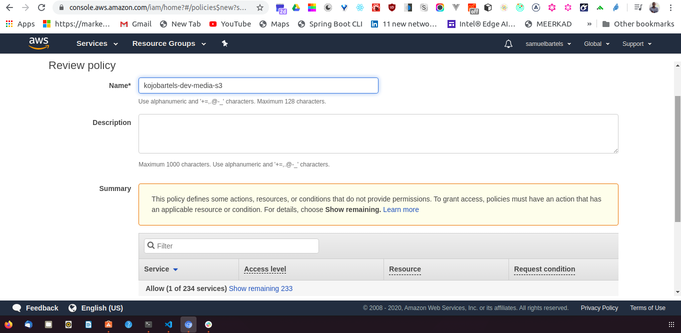 console.aws.amazon.com/iam/home?#/policies$new?s...
Apps
https://marke...
Gmail
New Tab
YouTube
Maps
Spring Boot CLI
11 new netwo...
Intel® Edge AI...
MEERKAD
»
Other bookmarks
aws
Services
Resource Groups
samuelbartels
Global
Support
Review policy
Name*
kojobartels-dev-media-s3
Use alphanumeric and '+=,.@-_' characters. Maximum 128 characters.
Description
Maximum 1000 characters. Use alphanumeric and '+=,.@-_' characters.
Summary
This policy defines some actions, resources, or conditions that do not provide permissions. To grant access, policies must have an action that has
an applicable resource or condition. For details, choose Show remaining. Learn more
Filter
Service
Access level
Resource
Request condition
Allow (1 of 234 services) Show remaining 233
Feedback
English (US)
© 2008 - 2020, Amazon Web Services, Inc. or its affiliates. All rights reserved.
Privacy Policy
Terms of Use